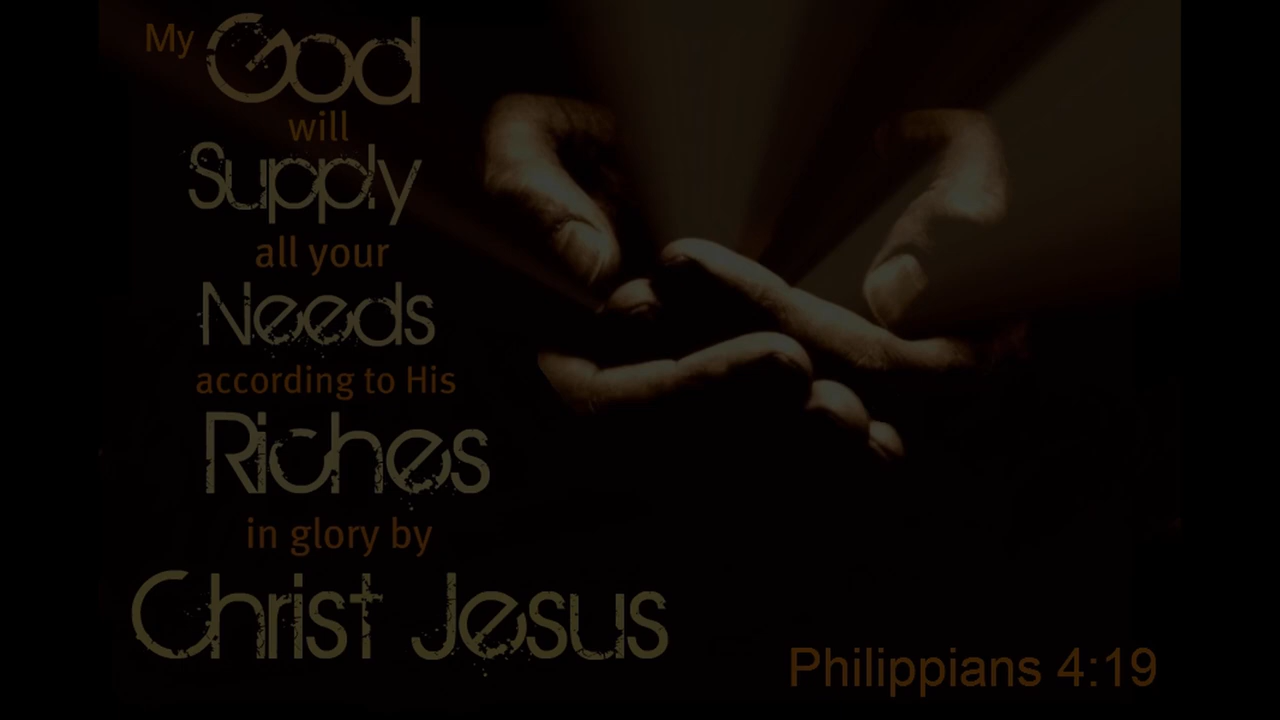 My God
will
Supply
all your
Needs
according to His
Riches
in glory by
Christ Jesus
Philippians 4:19